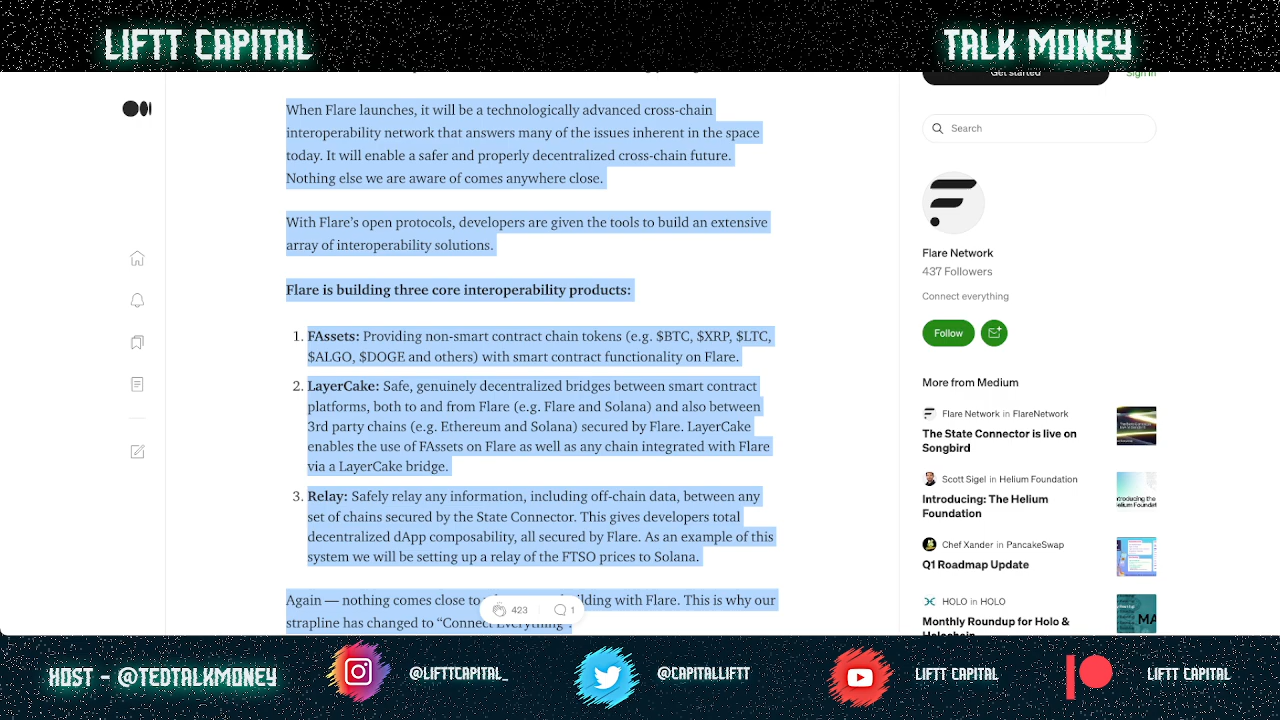 LIFTT CAPITAL
TALK MONEY
When Flare launches, it will be a technologically advanced cross-chain
interoperability network that answers many of the issues inherent in the space
today. It will enable a safer and properly decentralized cross-chain future.
Nothing else we are aware of comes anywhere close.
With Flare’s open protocols, developers are given the tools to build an extensive
array of interoperability solutions.
Flare is building three core interoperability products:
1. FAssets: Providing non-smart contract chain tokens (e.g. $BTC, $XRP, $LTC,
$ALGO, $DOGE and others) with smart contract functionality on Flare.
2. LayerCake: Safe, genuinely decentralized bridges between smart contract
platforms, both to and from Flare (e.g. Flare and Solana) and also between
3rd party chains (e.g. Ethereum and Solana) secured by Flare. LayerCake
enables the use of FAssets on Flare as well as any chain integrated with Flare
via a LayerCake bridge.
3. Relay: Safely relay any information, including off-chain data, between any
set of chains secured by the State Connector. This gives developers total
decentralized dApp composability, all secured by Flare. As an example of this
system we will be setting up a relay of the FTSO prices to Solana.
Again — nothing comes close to building with Flare. This is why our
strapline has changed to “Connect Everything”.
423
1
Get started
Sign In
Search
Flare Network
437 Followers
Connect everything
Follow
More from Medium
Flare Network in FlareNetwork
The State Connector is live on
Songbird
Scott Sigel in Helium Foundation
Introducing: The Helium
Foundation
Chef Xander in PancakeSwap
Q1 Roadmap Update
HOLO in HOLO
Monthly Roundup for Holo &
Holochain
HOST - @TEDTALKMONEY
@LIFTTCAPITAL_
@CAPITALLIFTT
LIFTT CAPITAL
LIFTT CAPITAL